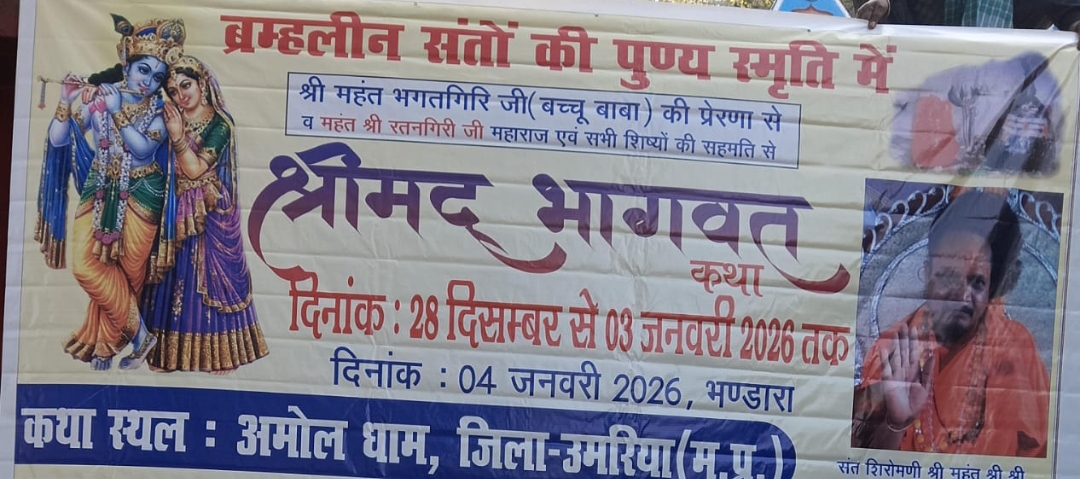 ब्रम्हलीन संतों की पुण्य स्मृति में
श्री महंत भगतगिरि जी(बच्चू बाबा) की प्रेरणा से
व महंत श्री रतनगिरी जी महाराज एवं सभी शिष्यों की सहमति से
श्रीमद् भागवत
कथा
दिनांक : 28 दिसम्बर से 03 जनवरी 2026 तक
दिनांक : 04 जनवरी 2026, भण्डारा
कथा स्थल : अमोल धाम, जिला-उमरिया(म.प्र.)
संत शिरोमणी श्री महंत श्री श्री